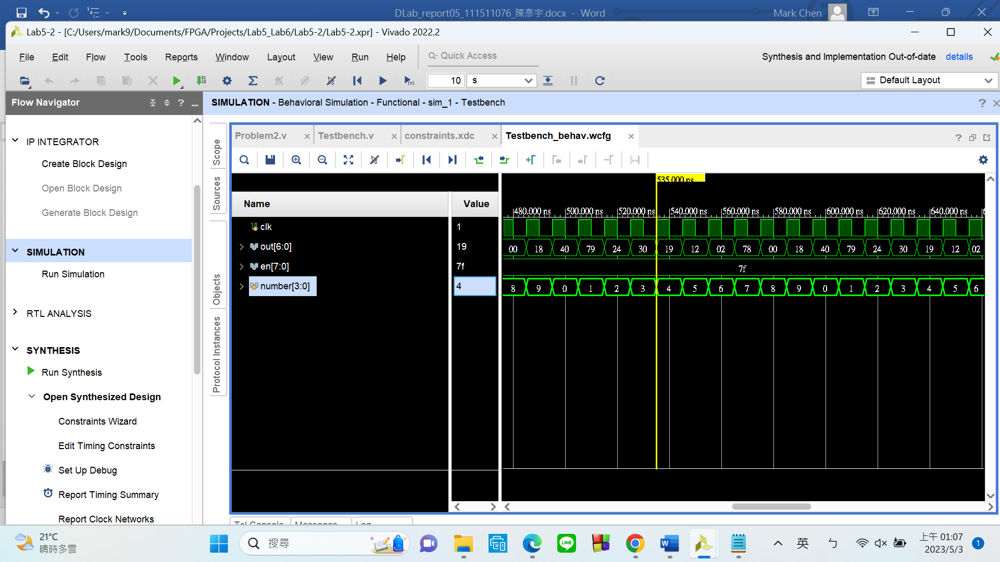 DLab_report05_111511076_陳彥宇.docx - Word
Mark Chen
Lab5-2 - [C:/Users/mark9/Documents/FPGA/Projects/Lab5_Lab6/Lab5-2/Lab5-2.xpr] - Vivado 2022.2
File Edit Flow Tools Reports Window Layout View Run Help
Quick Access
Synthesis and Implementation Out-of-date details
10 s
Default Layout
Flow Navigator
SIMULATION - Behavioral Simulation - Functional - sim_1 - Testbench
IP INTEGRATOR
Create Block Design
Open Block Design
Generate Block Design
SIMULATION
Run Simulation
RTL ANALYSIS
SYNTHESIS
Run Synthesis
Open Synthesized Design
Constraints Wizard
Edit Timing Constraints
Set Up Debug
Report Timing Summary
Report Clock Networks
Scope
Sources
Objects
Protocol Instances
Problem2.v Testbench.v constraints.xdc Testbench_behav.wcfg
535.000 ns
Name Value
480.000 ns 500.000 ns 520.000 ns 540.000 ns 560.000 ns 580.000 ns 600.000 ns 620.000 ns 640.000 ns
clk 1
out[6:0] 19
00 18 40 79 24 30 19 12 02 78 00 18 40 79 24 30 19 12 02
en[7:0] 7f
7f
number[3:0] 4
8 9 0 1 2 3 4 5 6 7 8 9 0 1 2 3 4 5 6
Tcl Console Messages Log
21°C
晴時多雲
搜尋
LINE
英 ㄅ
上午 01:07
2023/5/3
1